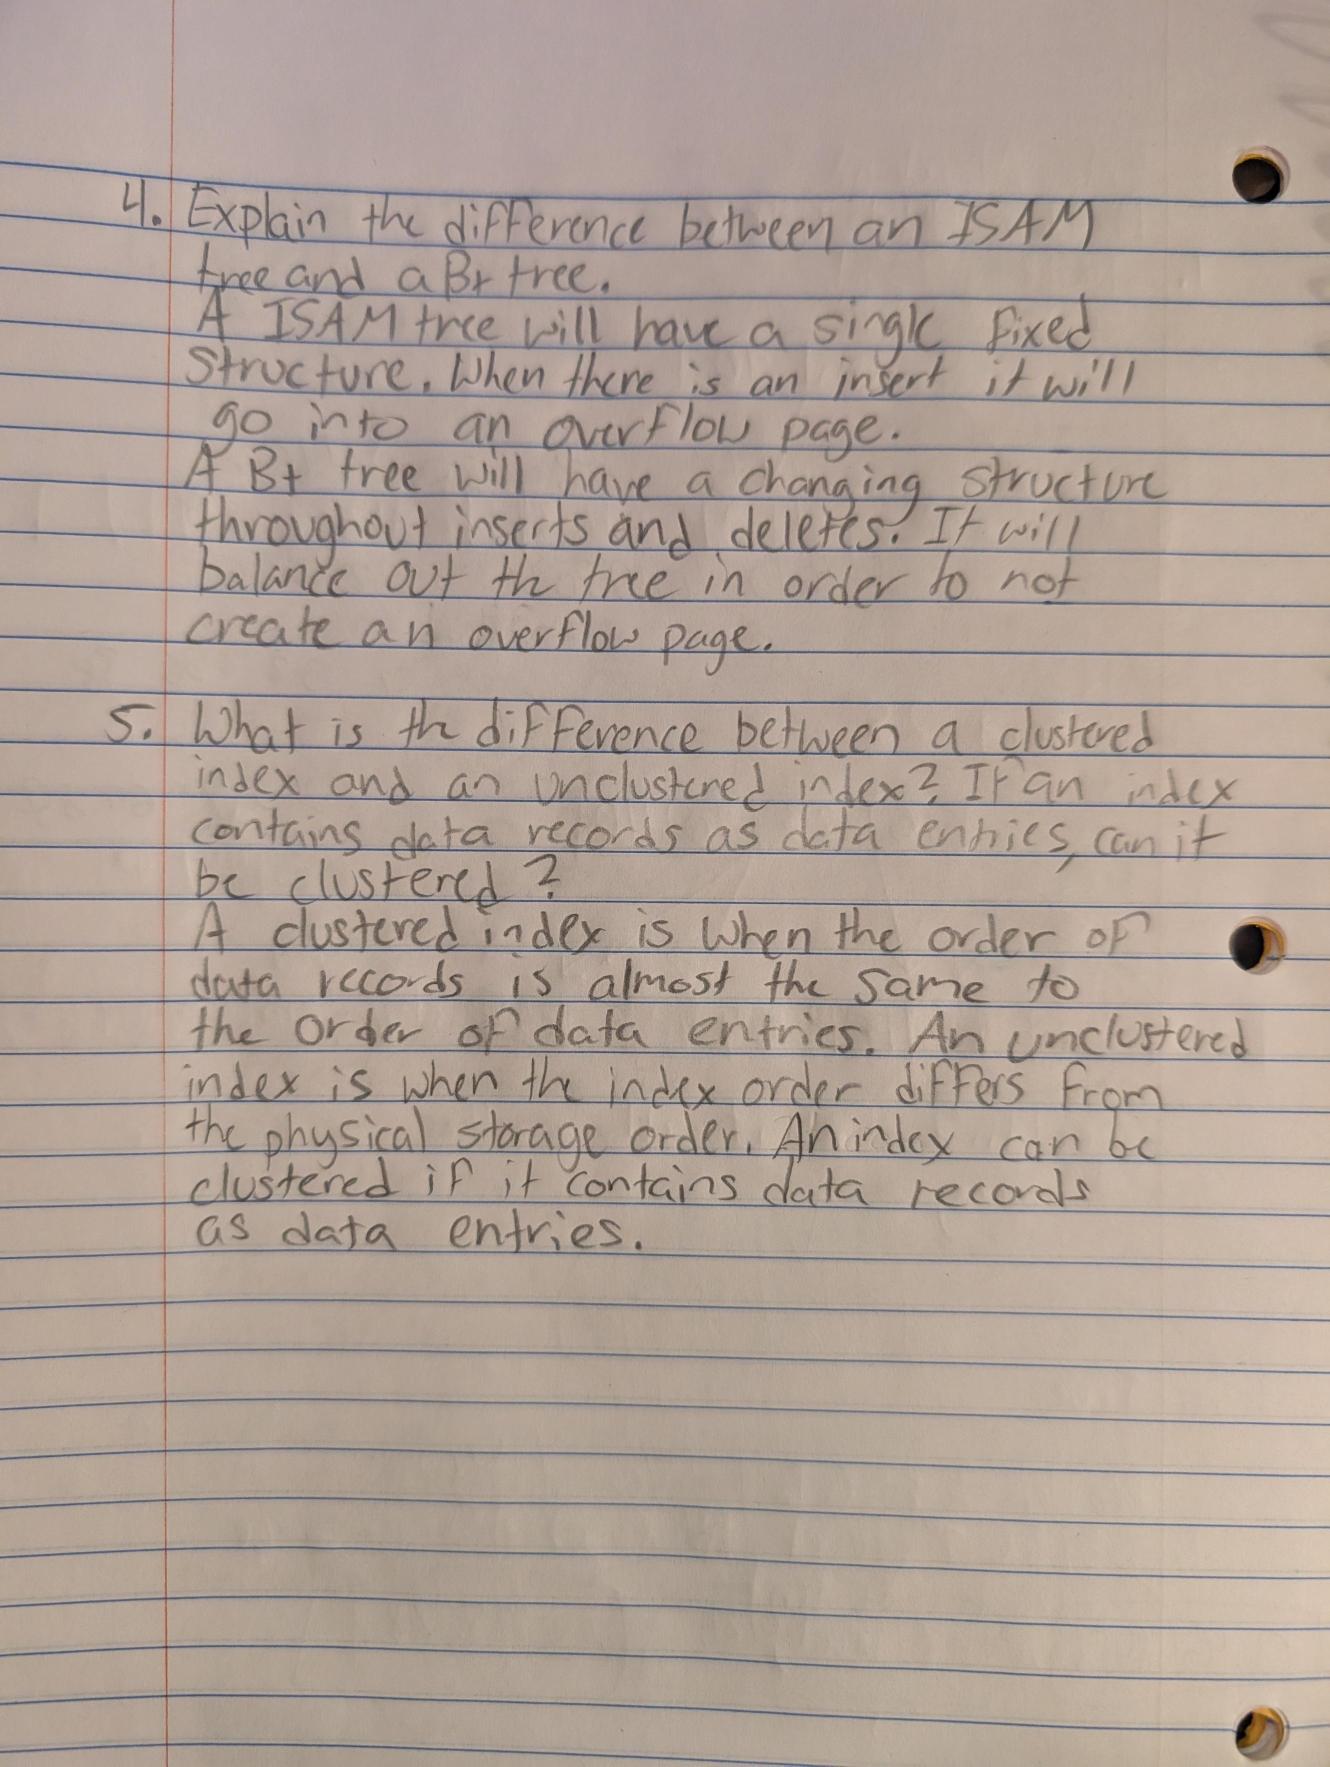 4. Explain the difference between an ISAM
tree and a B+ tree.
A ISAM tree will have a single fixed
structure. When there is an insert it will
go into an overflow page.
A B+ tree will have a changing structure
throughout inserts and deletes. It will
balance out th tree in order to not
create an overflow page.
5. What is th difference between a clustered
index and an unclustered index? If an index
contains data records as data entries, can it
be clustered?
A clustered index is when the order of
data records is almost the same to
the order of data entries. An unclustered
index is when the index order differs from
the physical storage order. An index can be
clustered if it contains data records
as data entries.